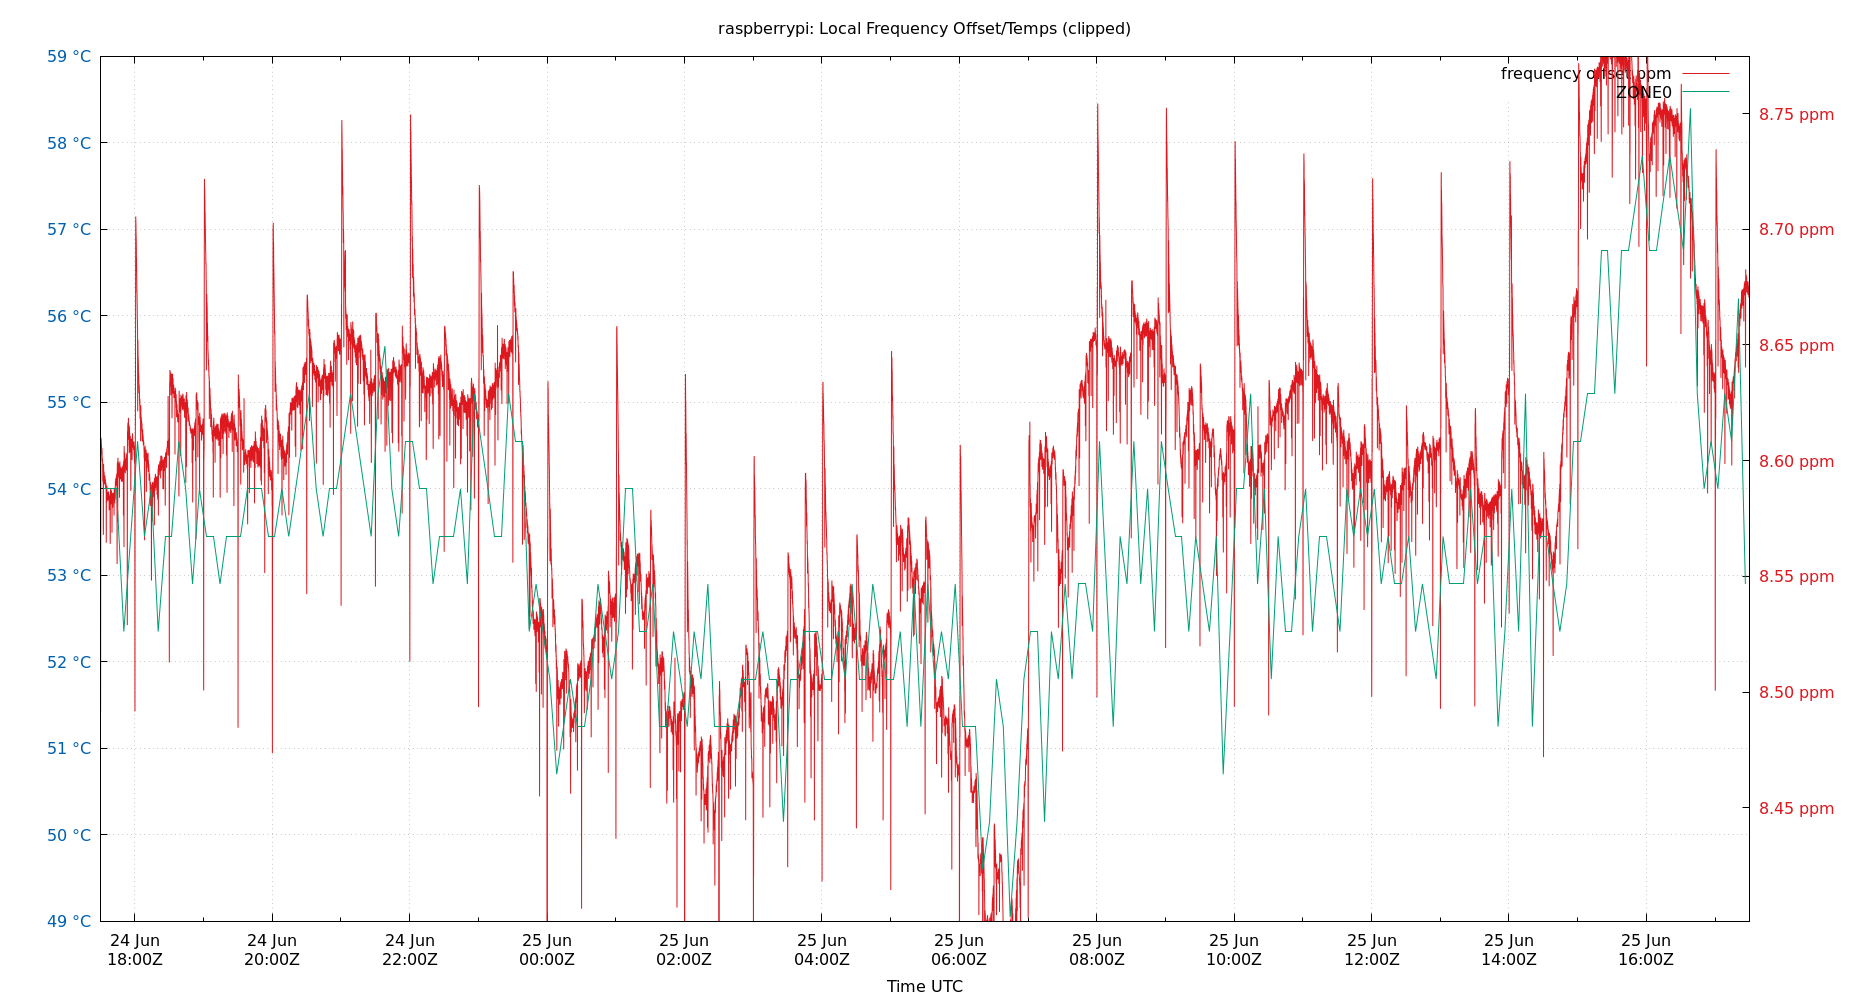 raspberrypi: Local Frequency Offset/Temps (clipped)
frequency offset ppm
ZONE0
59 °C
58 °C
57 °C
56 °C
55 °C
54 °C
53 °C
52 °C
51 °C
50 °C
49 °C
8.75 ppm
8.70 ppm
8.65 ppm
8.60 ppm
8.55 ppm
8.50 ppm
8.45 ppm
24 Jun 24 Jun 24 Jun 25 Jun 25 Jun 25 Jun 25 Jun 25 Jun 25 Jun 25 Jun 25 Jun 25 Jun
18:00Z 20:00Z 22:00Z 00:00Z 02:00Z 04:00Z 06:00Z 08:00Z 10:00Z 12:00Z 14:00Z 16:00Z
Time UTC